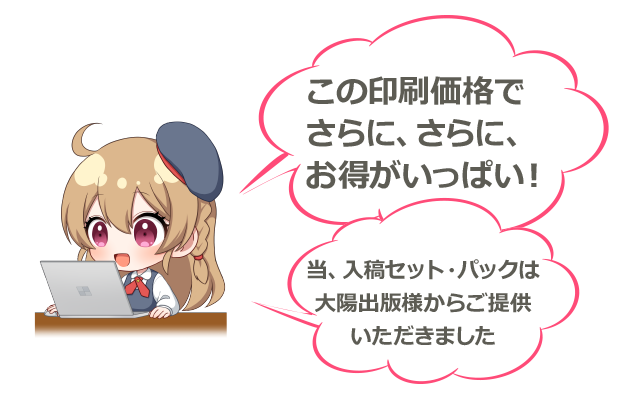 この印刷価格で
さらに、さらに、
お得がいっぱい！
当、入稿セット・パックは
大陽出版様からご提供
いただきました